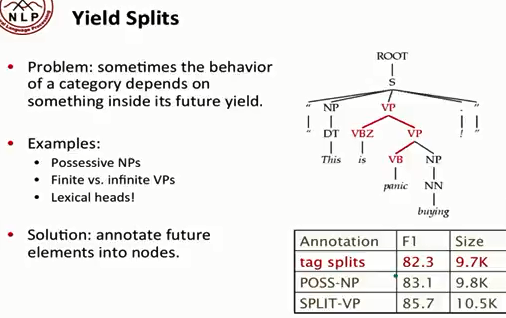 NLP
Yield Splits
• Problem: sometimes the behavior
of a category depends on
something inside its future yield.
• Examples:
• Possessive NPs
• Finite vs. infinite VPs
• Lexical heads!
• Solution: annotate future
elements into nodes.
ROOT
S
" NP VP . "
" DT VBZ VP ! "
This is VB NP
panic NN
buying
Annotation F1 Size
tag splits 82.3 9.7K
POSS-NP 83.1 9.8K
SPLIT-VP 85.7 10.5K